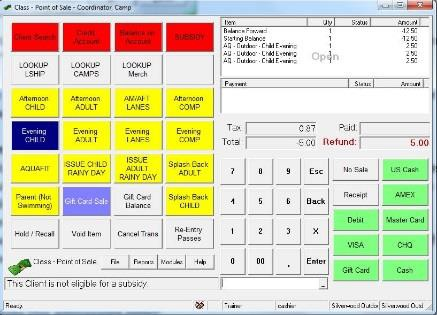 Class - Point of Sale - Coordinator, Camp
Client Search
Credit Account
Balance on Account
SUBSIDY
LOOKUP LSHIP
LOOKUP CAMPS
LOOKUP Merch
Afternoon CHILD
Afternoon ADULT
AM/AFT LANES
Afternoon COMP
Evening CHILD
Evening ADULT
Evening LANES
Evening COMP
AQUAFIT
ISSUE CHILD RAINY DAY
ISSUE ADULT RAINY DAY
Splash Back ADULT
Parent (Not Swimming)
Gift Card Sale
Gift Card Balance
Splash Back CHILD
Hold / Recall
Void Item
Cancel Trans
Re-Entry Passes
Class - Point of Sale
File Reports Modules Help
This Client is not eligible for a subsidy.
Item Qty Status Amount
Balance Forward 1 -12.50
Starting Balance 1 -12.50
AQ - Outdoor - Child Evening 1 2.50
AQ - Outdoor - Child Evening 1 2.50
AQ - Outdoor - Child Evening 1 2.50
Open
Payment Status Amount
Tax 0.87 Paid:
Total -5.00 Refund: 5.00
7 8 9 Esc
4 5 6 Back
1 2 3 X
0 00 . Enter
No Sale US Cash
Receipt AMEX
Debit Master Card
VISA CHQ
Gift Card Cash
Ready. Trainer cashier Silverwood Outdoo Silverwood Outd